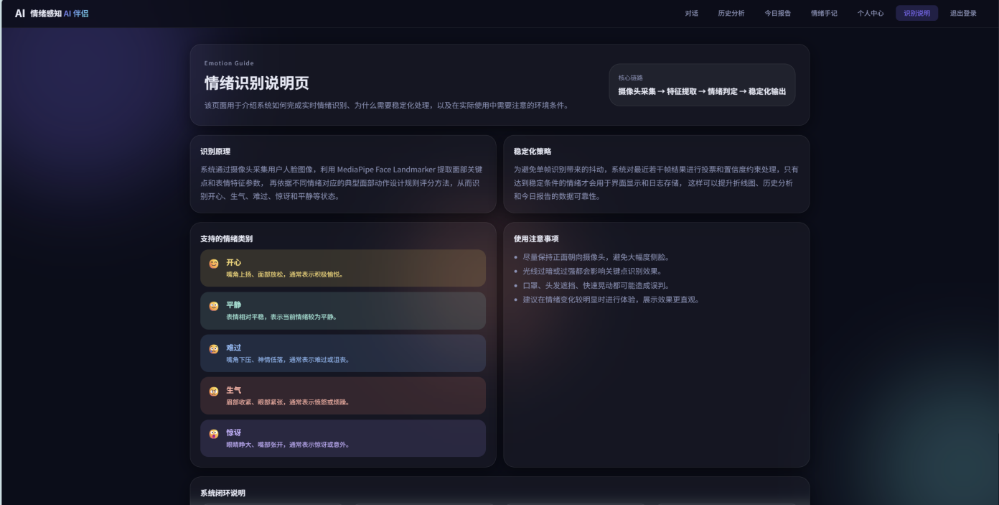 AI 情绪感知 AI 伴侣
对话 历史分析 今日报告 情绪手记 个人中心 识别说明 退出登录
Emotion Guide
情绪识别说明页
该页面用于介绍系统如何完成实时情绪识别、为什么需要稳定化处理，以及在实际使用中需要注意的环境条件。
核心链路
摄像头采集 → 特征提取 → 情绪判定 → 稳定化输出
识别原理
系统通过摄像头采集用户人脸图像，利用 MediaPipe Face Landmarker 提取面部关键
点和表情特征参数， 再依据不同情绪对应的典型面部动作设计规则评分方法，从而识
别开心、生气、难过、惊讶和平静等状态。
稳定化策略
为避免单帧识别带来的抖动，系统对最近若干帧结果进行投票和置信度约束处理，只有
达到稳定条件的情绪才会用于界面显示和日志存储， 这样可以提升折线图、历史分析
和今日报告的数据可靠性。
支持的情绪类别
开心
嘴角上扬、面部放松，通常表示积极愉悦。
平静
表情相对平稳，表示当前情绪较为平静。
难过
嘴角下压、神情低落，通常表示难过或沮丧。
生气
眉部收紧、眼部紧张，通常表示愤怒或烦躁。
惊讶
眼睛睁大、嘴部张开，通常表示惊讶或意外。
使用注意事项
尽量保持正面朝向摄像头，避免大幅度侧脸。
光线过暗或过强都会影响关键点识别效果。
口罩、头发遮挡、快速晃动都可能造成误判。
建议在情绪变化较明显时进行体验，展示效果更直观。
系统闭环说明